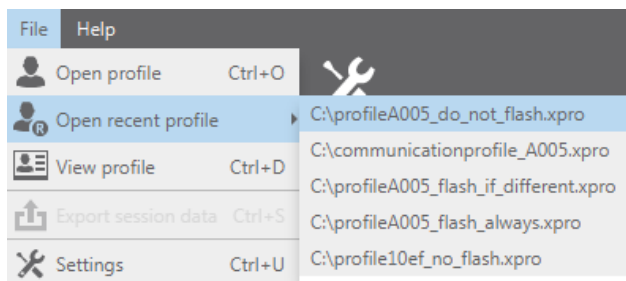 File Help
Open profile Ctrl+O
Open recent profile
View profile Ctrl+D
Export session data Ctrl+S
Settings Ctrl+U
C:\profileA005_do_not_flash.xpro
C:\communicationprofile_A005.xpro
C:\profileA005_flash_if_different.xpro
C:\profileA005_flash_always.xpro
C:\profile10ef_no_flash.xpro